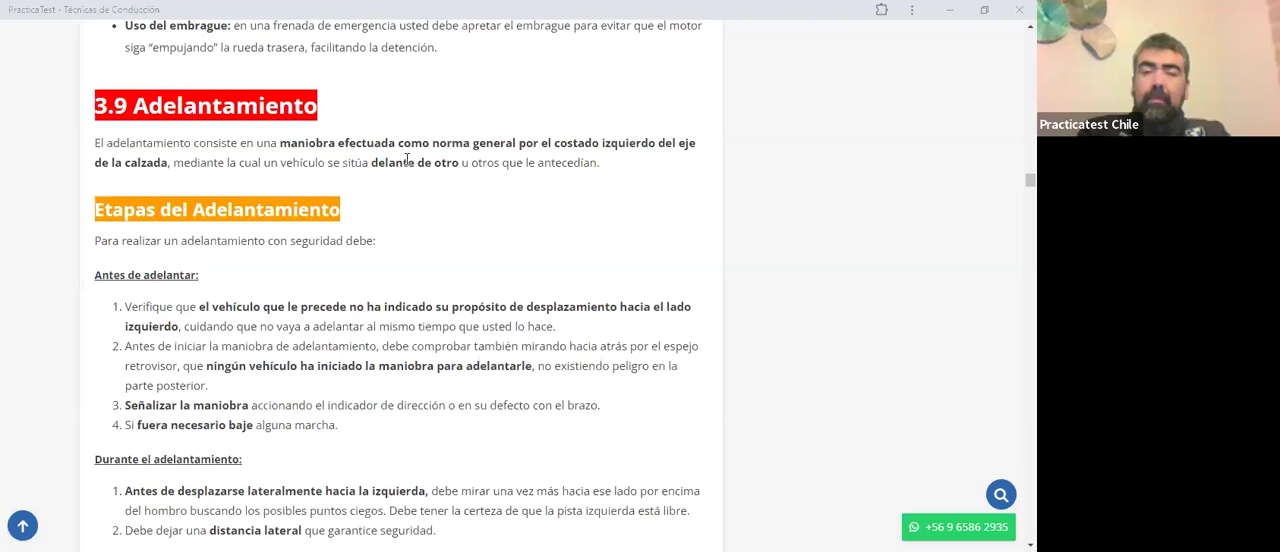 PracticaTest - Técnicas de Conducción
• Uso del embrague: en una frenada de emergencia usted debe apretar el embrague para evitar que el motor
siga “empujando” la rueda trasera, facilitando la detención.
3.9 Adelantamiento
El adelantamiento consiste en una maniobra efectuada como norma general por el costado izquierdo del eje
de la calzada, mediante la cual un vehículo se sitúa delante de otro u otros que le antecedían.
Etapas del Adelantamiento
Para realizar un adelantamiento con seguridad debe:
Antes de adelantar:
1. Verifique que el vehículo que le precede no ha indicado su propósito de desplazamiento hacia el lado
izquierdo, cuidando que no vaya a adelantar al mismo tiempo que usted lo hace.
2. Antes de iniciar la maniobra de adelantamiento, debe comprobar también mirando hacia atrás por el espejo
retrovisor, que ningún vehículo ha iniciado la maniobra para adelantarle, no existiendo peligro en la
parte posterior.
3. Señalizar la maniobra accionando el indicador de dirección o en su defecto con el brazo.
4. Si fuera necesario baje alguna marcha.
Durante el adelantamiento:
1. Antes de desplazarse lateralmente hacia la izquierda, debe mirar una vez más hacia ese lado por encima
del hombro buscando los posibles puntos ciegos. Debe tener la certeza de que la pista izquierda está libre.
2. Debe dejar una distancia lateral que garantice seguridad.
+56 9 6586 2935
Practicatest Chile